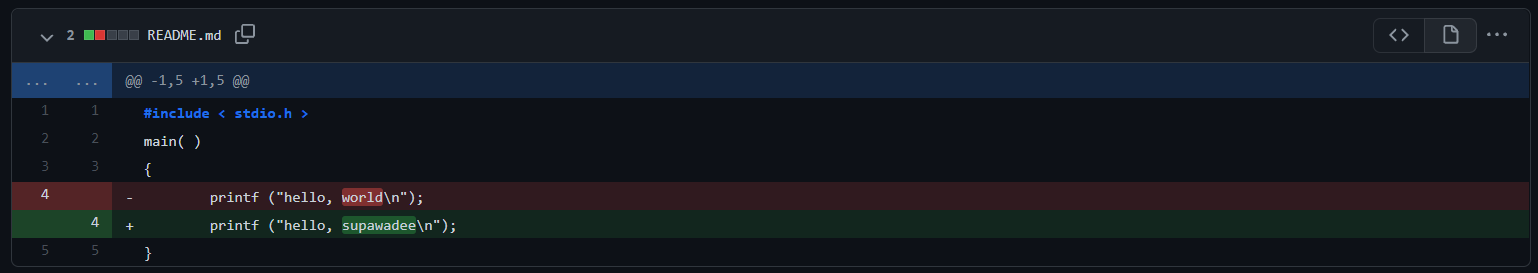 2 README.md
... ... @@ -1,5 +1,5 @@
1 1 #include < stdio.h >
2 2 main( )
3 3 {
4 - printf ("hello, world\n");
4 + printf ("hello, supawadee\n");
5 5 }